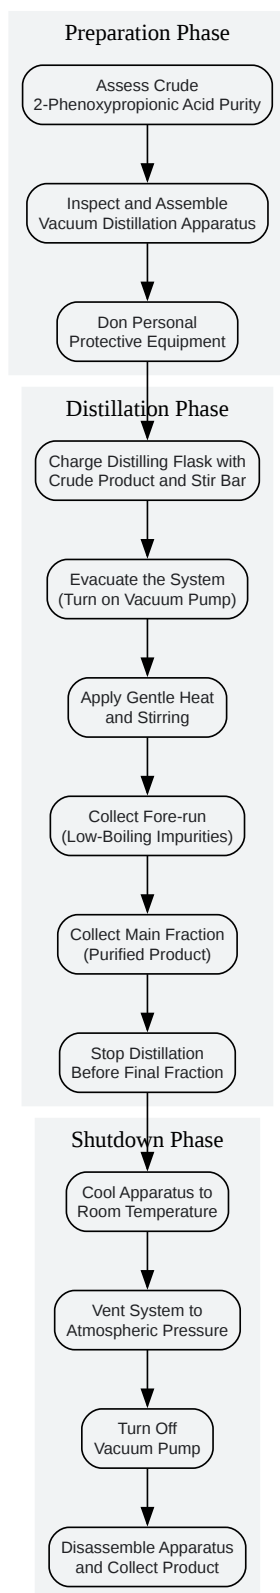 Preparation Phase
Assess Crude
2-Phenoxypropionic Acid Purity
Inspect and Assemble
Vacuum Distillation Apparatus
Don Personal
Protective Equipment
Distillation Phase
Charge Distilling Flask with
Crude Product and Stir Bar
Evacuate the System
(Turn on Vacuum Pump)
Apply Gentle Heat
and Stirring
Collect Fore-run
(Low-Boiling Impurities)
Collect Main Fraction
(Purified Product)
Stop Distillation
Before Final Fraction
Shutdown Phase
Cool Apparatus to
Room Temperature
Vent System to
Atmospheric Pressure
Turn Off
Vacuum Pump
Disassemble Apparatus
and Collect Product